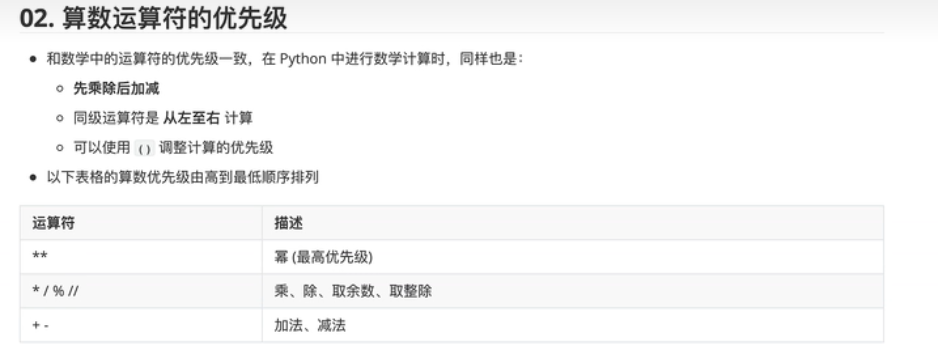 02. 算数运算符的优先级
和数学中的运算符的优先级一致，在 Python 中进行数学计算时，同样也是：
先乘除后加减
同级运算符是 从左至右 计算
可以使用 () 调整计算的优先级
以下表格的算数优先级由高到最低顺序排列
运算符 描述
** 幂 (最高优先级)
* / % // 乘、除、取余数、取整除
+ - 加法、减法